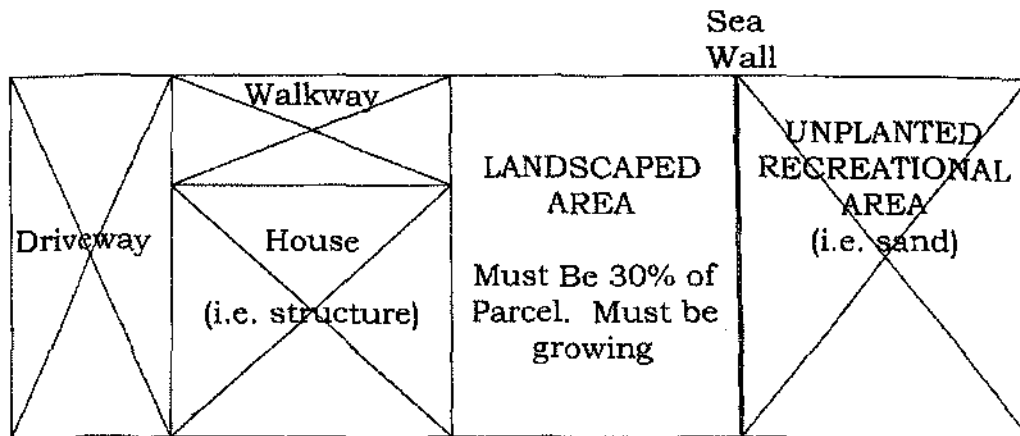 Sea
Wall
Walkway
UNPLANTED
RECREATIONAL
AREA
(i.e. sand)
LANDSCAPED
AREA
Driveway
House
(i.e. structure)
Must Be 30% of
Parcel. Must be
growing